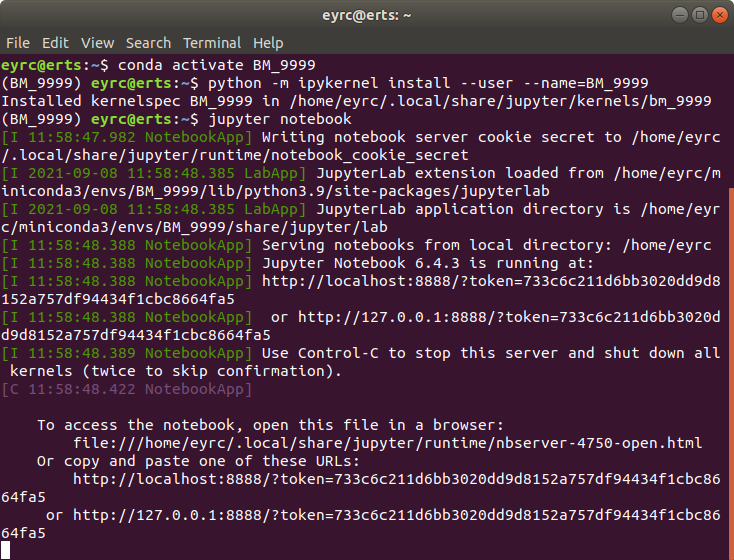 eyrc@erts: ~
File Edit View Search Terminal Help
eyrc@erts:~$ conda activate BM_9999
(BM_9999) eyrc@erts:~$ python -m ipykernel install --user --name=BM_9999
Installed kernelspec BM_9999 in /home/eyrc/.local/share/jupyter/kernels/bm_9999
(BM_9999) eyrc@erts:~$ jupyter notebook
[I 11:58:47.982 NotebookApp] Writing notebook server cookie secret to /home/eyrc
/.local/share/jupyter/runtime/notebook_cookie_secret
[I 2021-09-08 11:58:48.385 LabApp] JupyterLab extension loaded from /home/eyrc/m
iniconda3/envs/BM_9999/lib/python3.9/site-packages/jupyterlab
[I 2021-09-08 11:58:48.385 LabApp] JupyterLab application directory is /home/eyr
c/miniconda3/envs/BM_9999/share/jupyter/lab
[I 11:58:48.388 NotebookApp] Serving notebooks from local directory: /home/eyrc
[I 11:58:48.388 NotebookApp] Jupyter Notebook 6.4.3 is running at:
[I 11:58:48.388 NotebookApp] http://localhost:8888/?token=733c6c211d6bb3020dd9d8
152a757df94434f1cbc8664fa5
[I 11:58:48.388 NotebookApp]  or http://127.0.0.1:8888/?token=733c6c211d6bb3020d
d9d8152a757df94434f1cbc8664fa5
[I 11:58:48.389 NotebookApp] Use Control-C to stop this server and shut down all
 kernels (twice to skip confirmation).
[C 11:58:48.422 NotebookApp]
    To access the notebook, open this file in a browser:
        file:///home/eyrc/.local/share/jupyter/runtime/nbserver-4750-open.html
    Or copy and paste one of these URLs:
        http://localhost:8888/?token=733c6c211d6bb3020dd9d8152a757df94434f1cbc86
64fa5
     or http://127.0.0.1:8888/?token=733c6c211d6bb3020dd9d8152a757df94434f1cbc86
64fa5